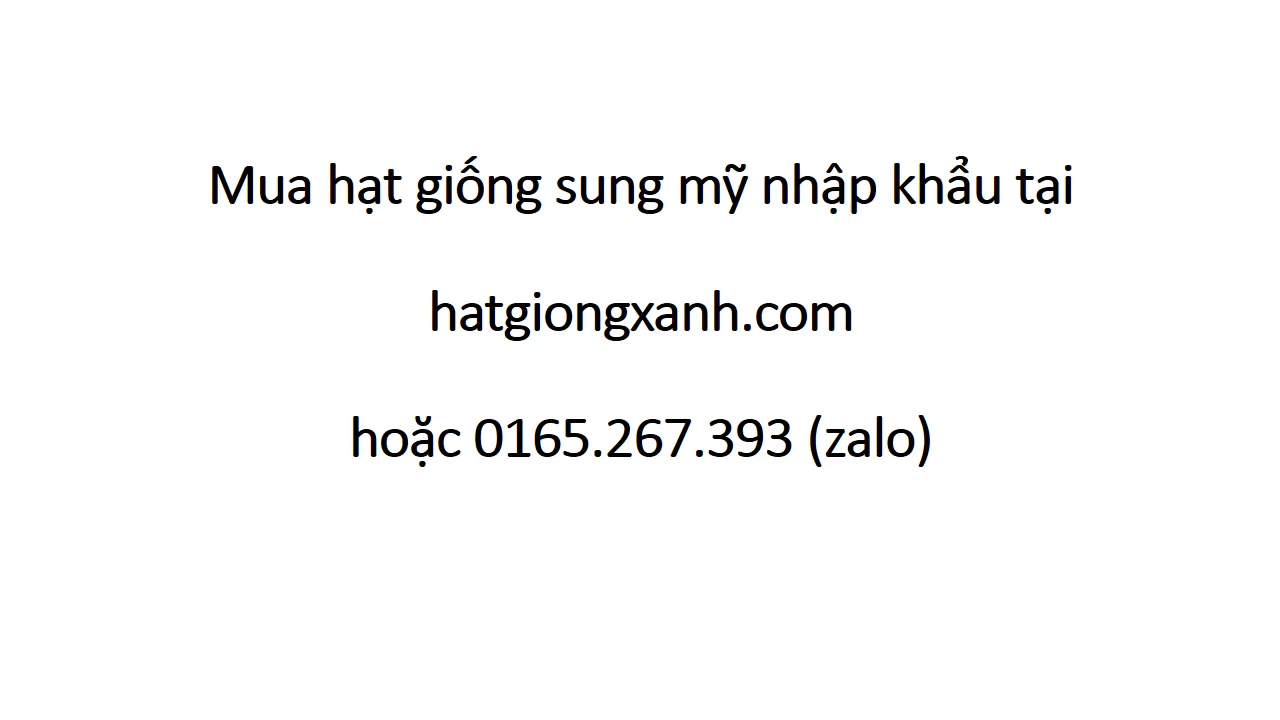 Mua hạt giống sung mỹ nhập khẩu tại
hatgiongxanh.com
hoặc 0165.267.393 (zalo)